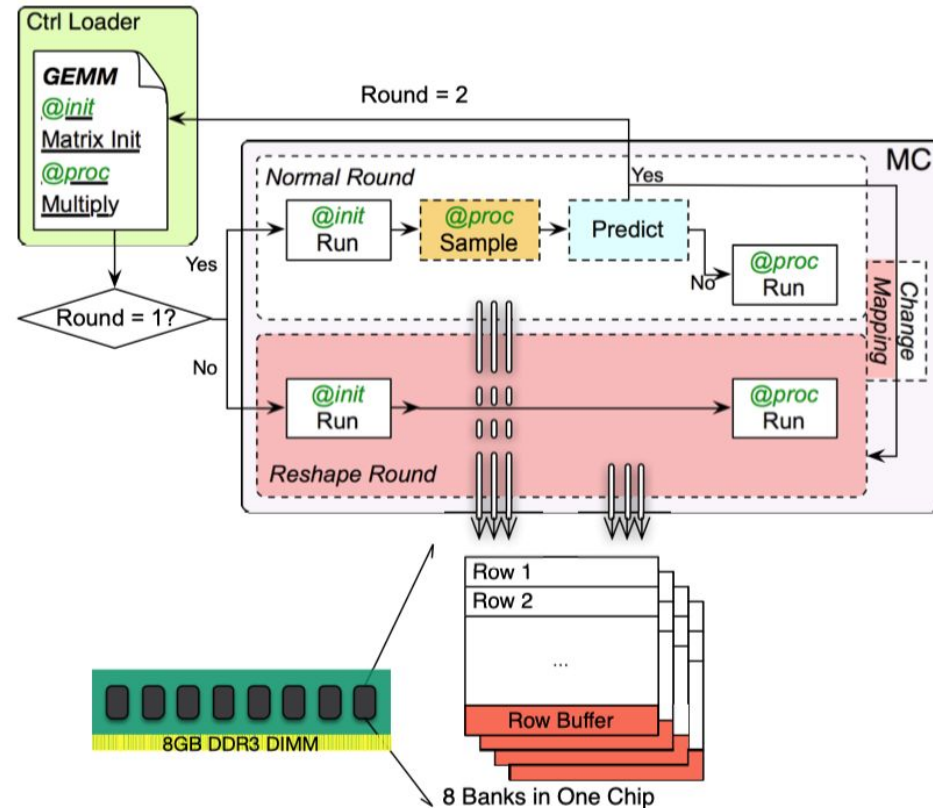 Ctrl Loader
GEMM
@init
Matrix Init
@proc
Multiply
Round = 2
MC
Normal Round
Yes
@init
Run
@proc
Sample
Predict
No
@proc
Run
Yes
Round = 1?
No
Change
Mapping
@init
Run
@proc
Run
Reshape Round
Row 1
Row 2
...
Row Buffer
8GB DDR3 DIMM
8 Banks in One Chip